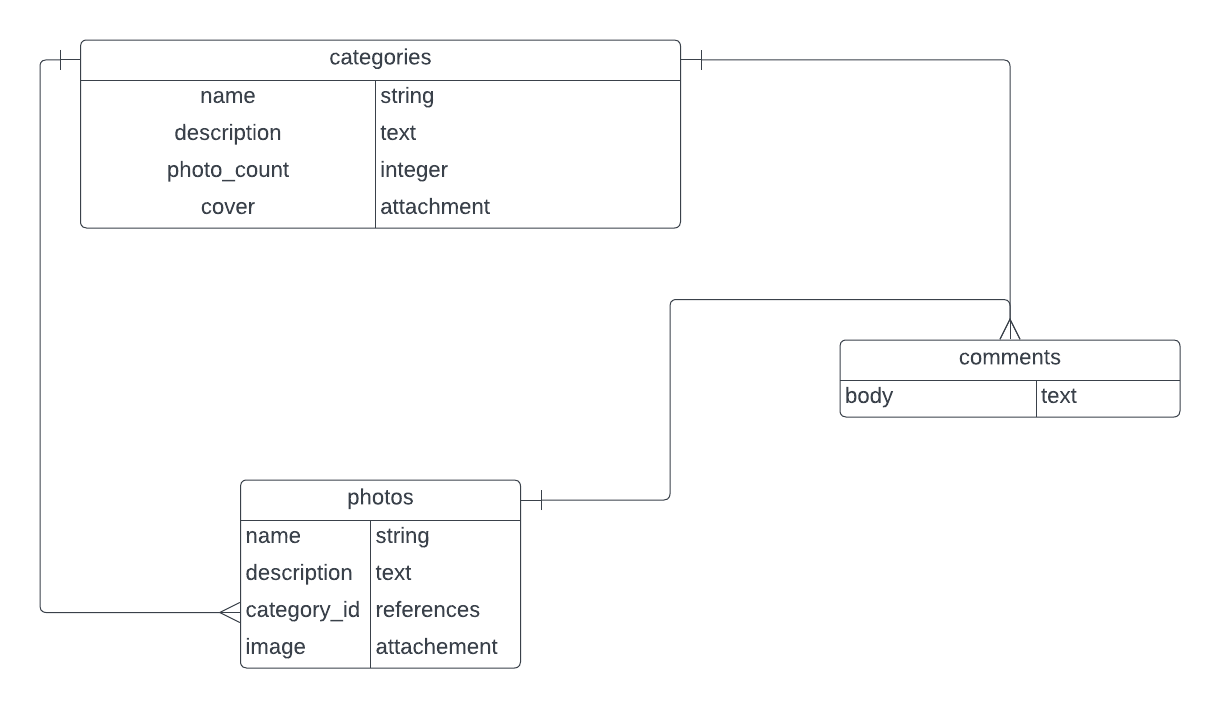 categories
name string
description text
photo_count integer
cover attachment
comments
body text
photos
name string
description text
category_id references
image attachement